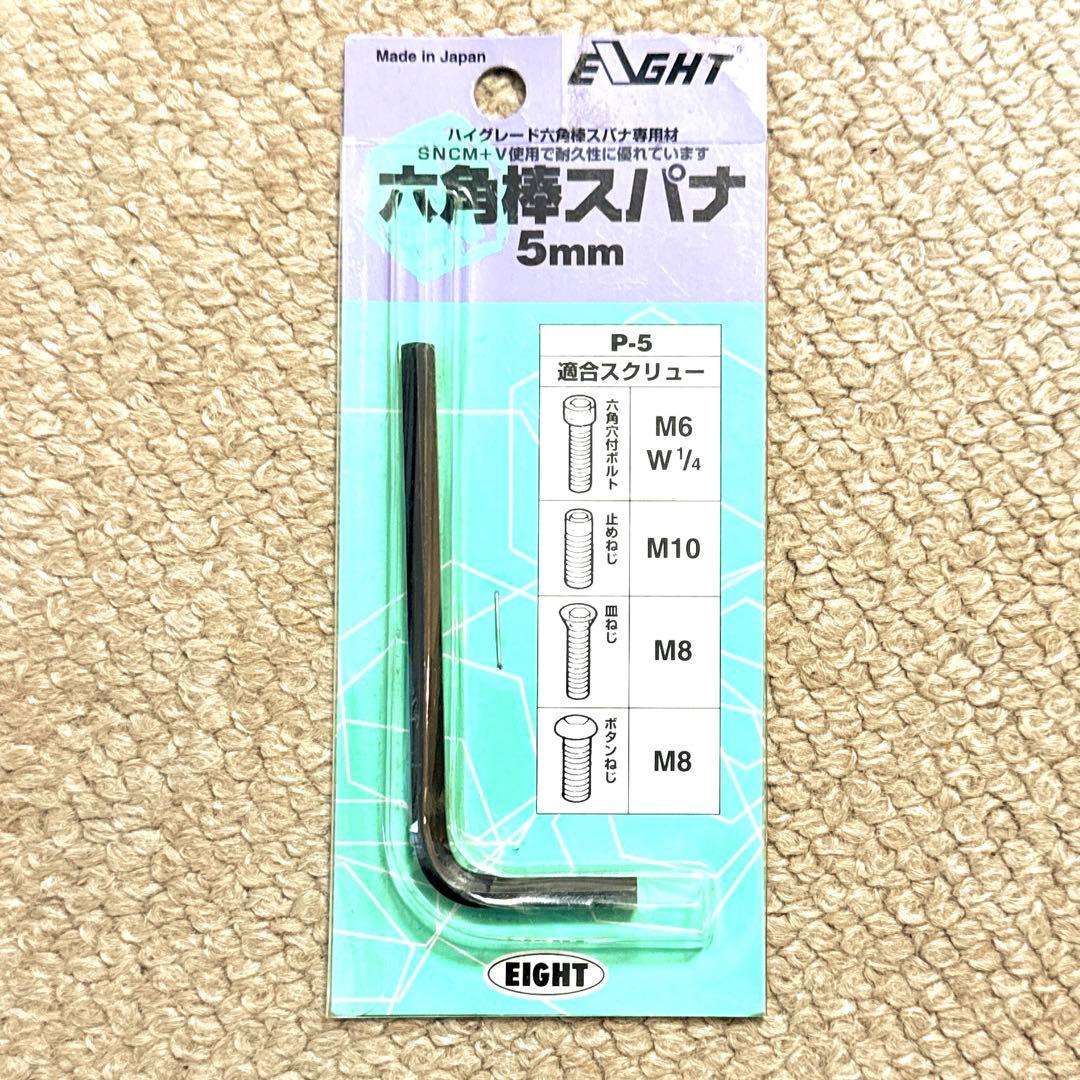 Made in Japan
EIGHT
ハイグレード六角棒スパナ専用材
SNCM+V使用で耐久性に優れています
六角棒スパナ
5mm
P-5
適合スクリュー
六角穴付ボルト
M6
W 1/4
止めねじ
M10
皿ねじ
M8
ボタンねじ
M8
EIGHT